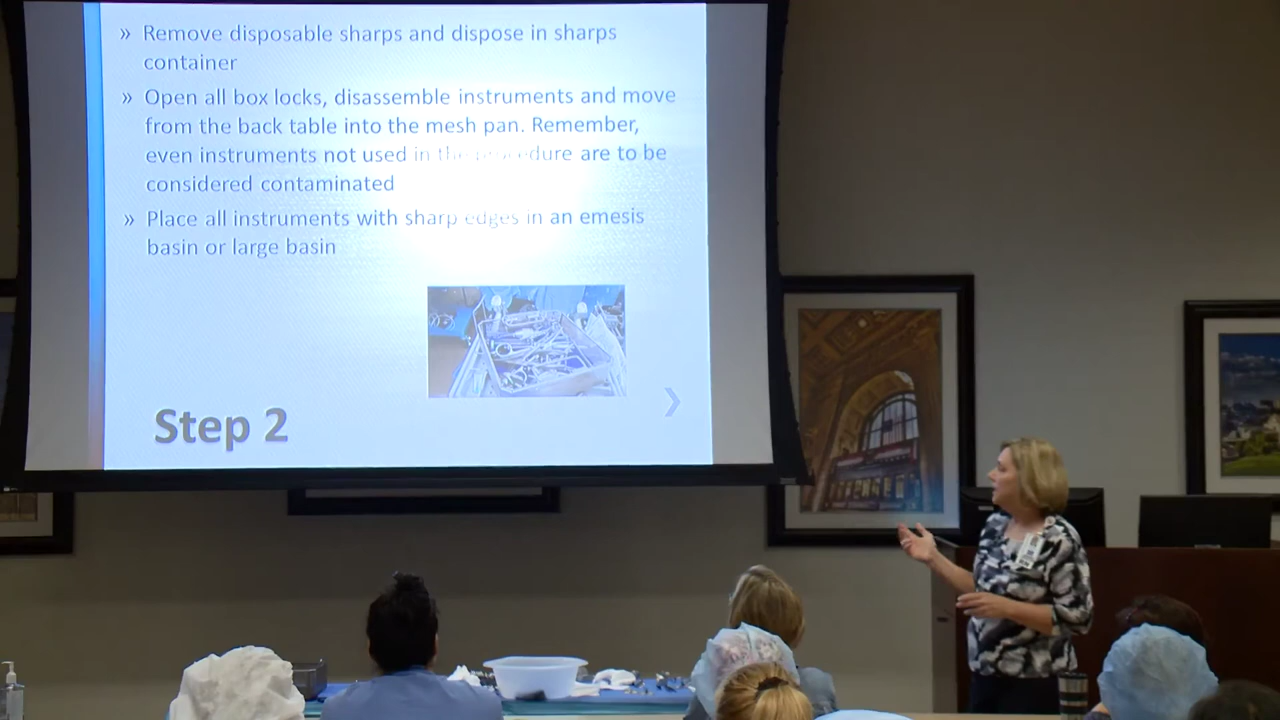 » Remove disposable sharps and dispose in sharps
container
» Open all box locks, disassemble instruments and move
from the back table into the mesh pan. Remember,
even instruments not used in the procedure are to be
considered contaminated
» Place all instruments with sharp edges in an emesis
basin or large basin
Step 2